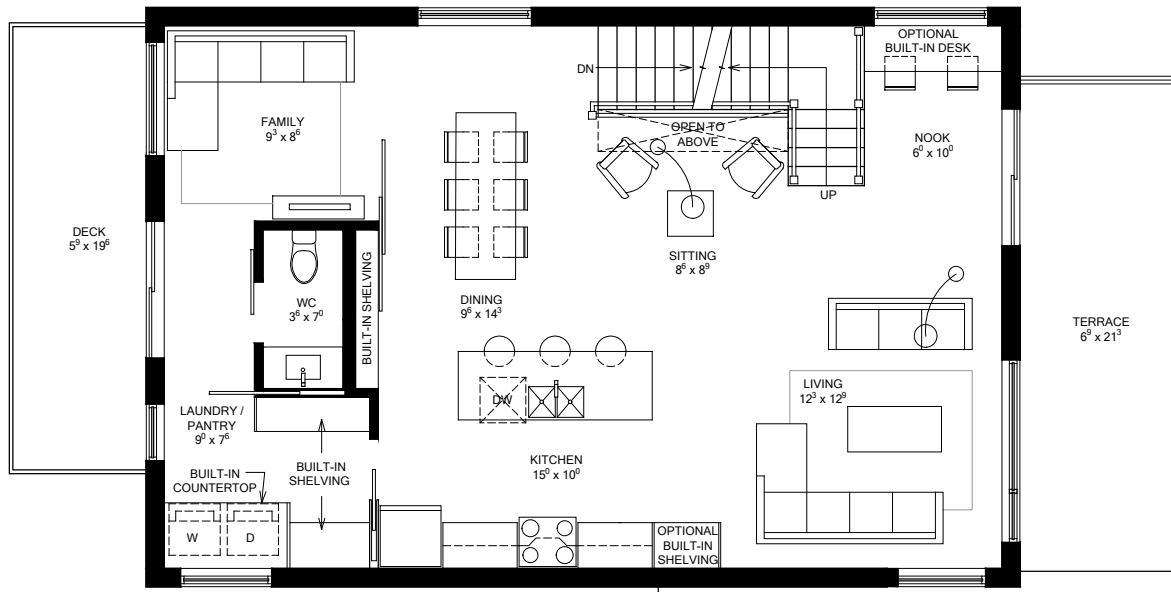 OPTIONAL
BUILT-IN DESK
DN
FAMILY
9³ x 8⁶
OPEN TO
ABOVE
NOOK
6⁰ x 10⁰
UP
DECK
5⁹ x 19⁶
SITTING
8⁶ x 8⁹
WC
3⁶ x 7⁰
BUILT-IN SHELVING
DINING
9⁶ x 14³
TERRACE
6⁹ x 21³
LIVING
12³ x 12⁹
DW
LAUNDRY /
PANTRY
9⁰ x 7⁶
KITCHEN
15⁰ x 10⁰
BUILT-IN
SHELVING
BUILT-IN
COUNTERTOP
W
D
OPTIONAL
BUILT-IN
SHELVING